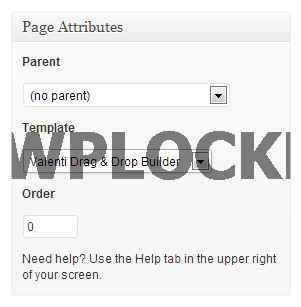 Page Attributes
Parent
(no parent)
Template
WPLOCK
Valenti Drag & Drop Builder
Order
0
Need help? Use the Help tab in the upper right
of your screen.